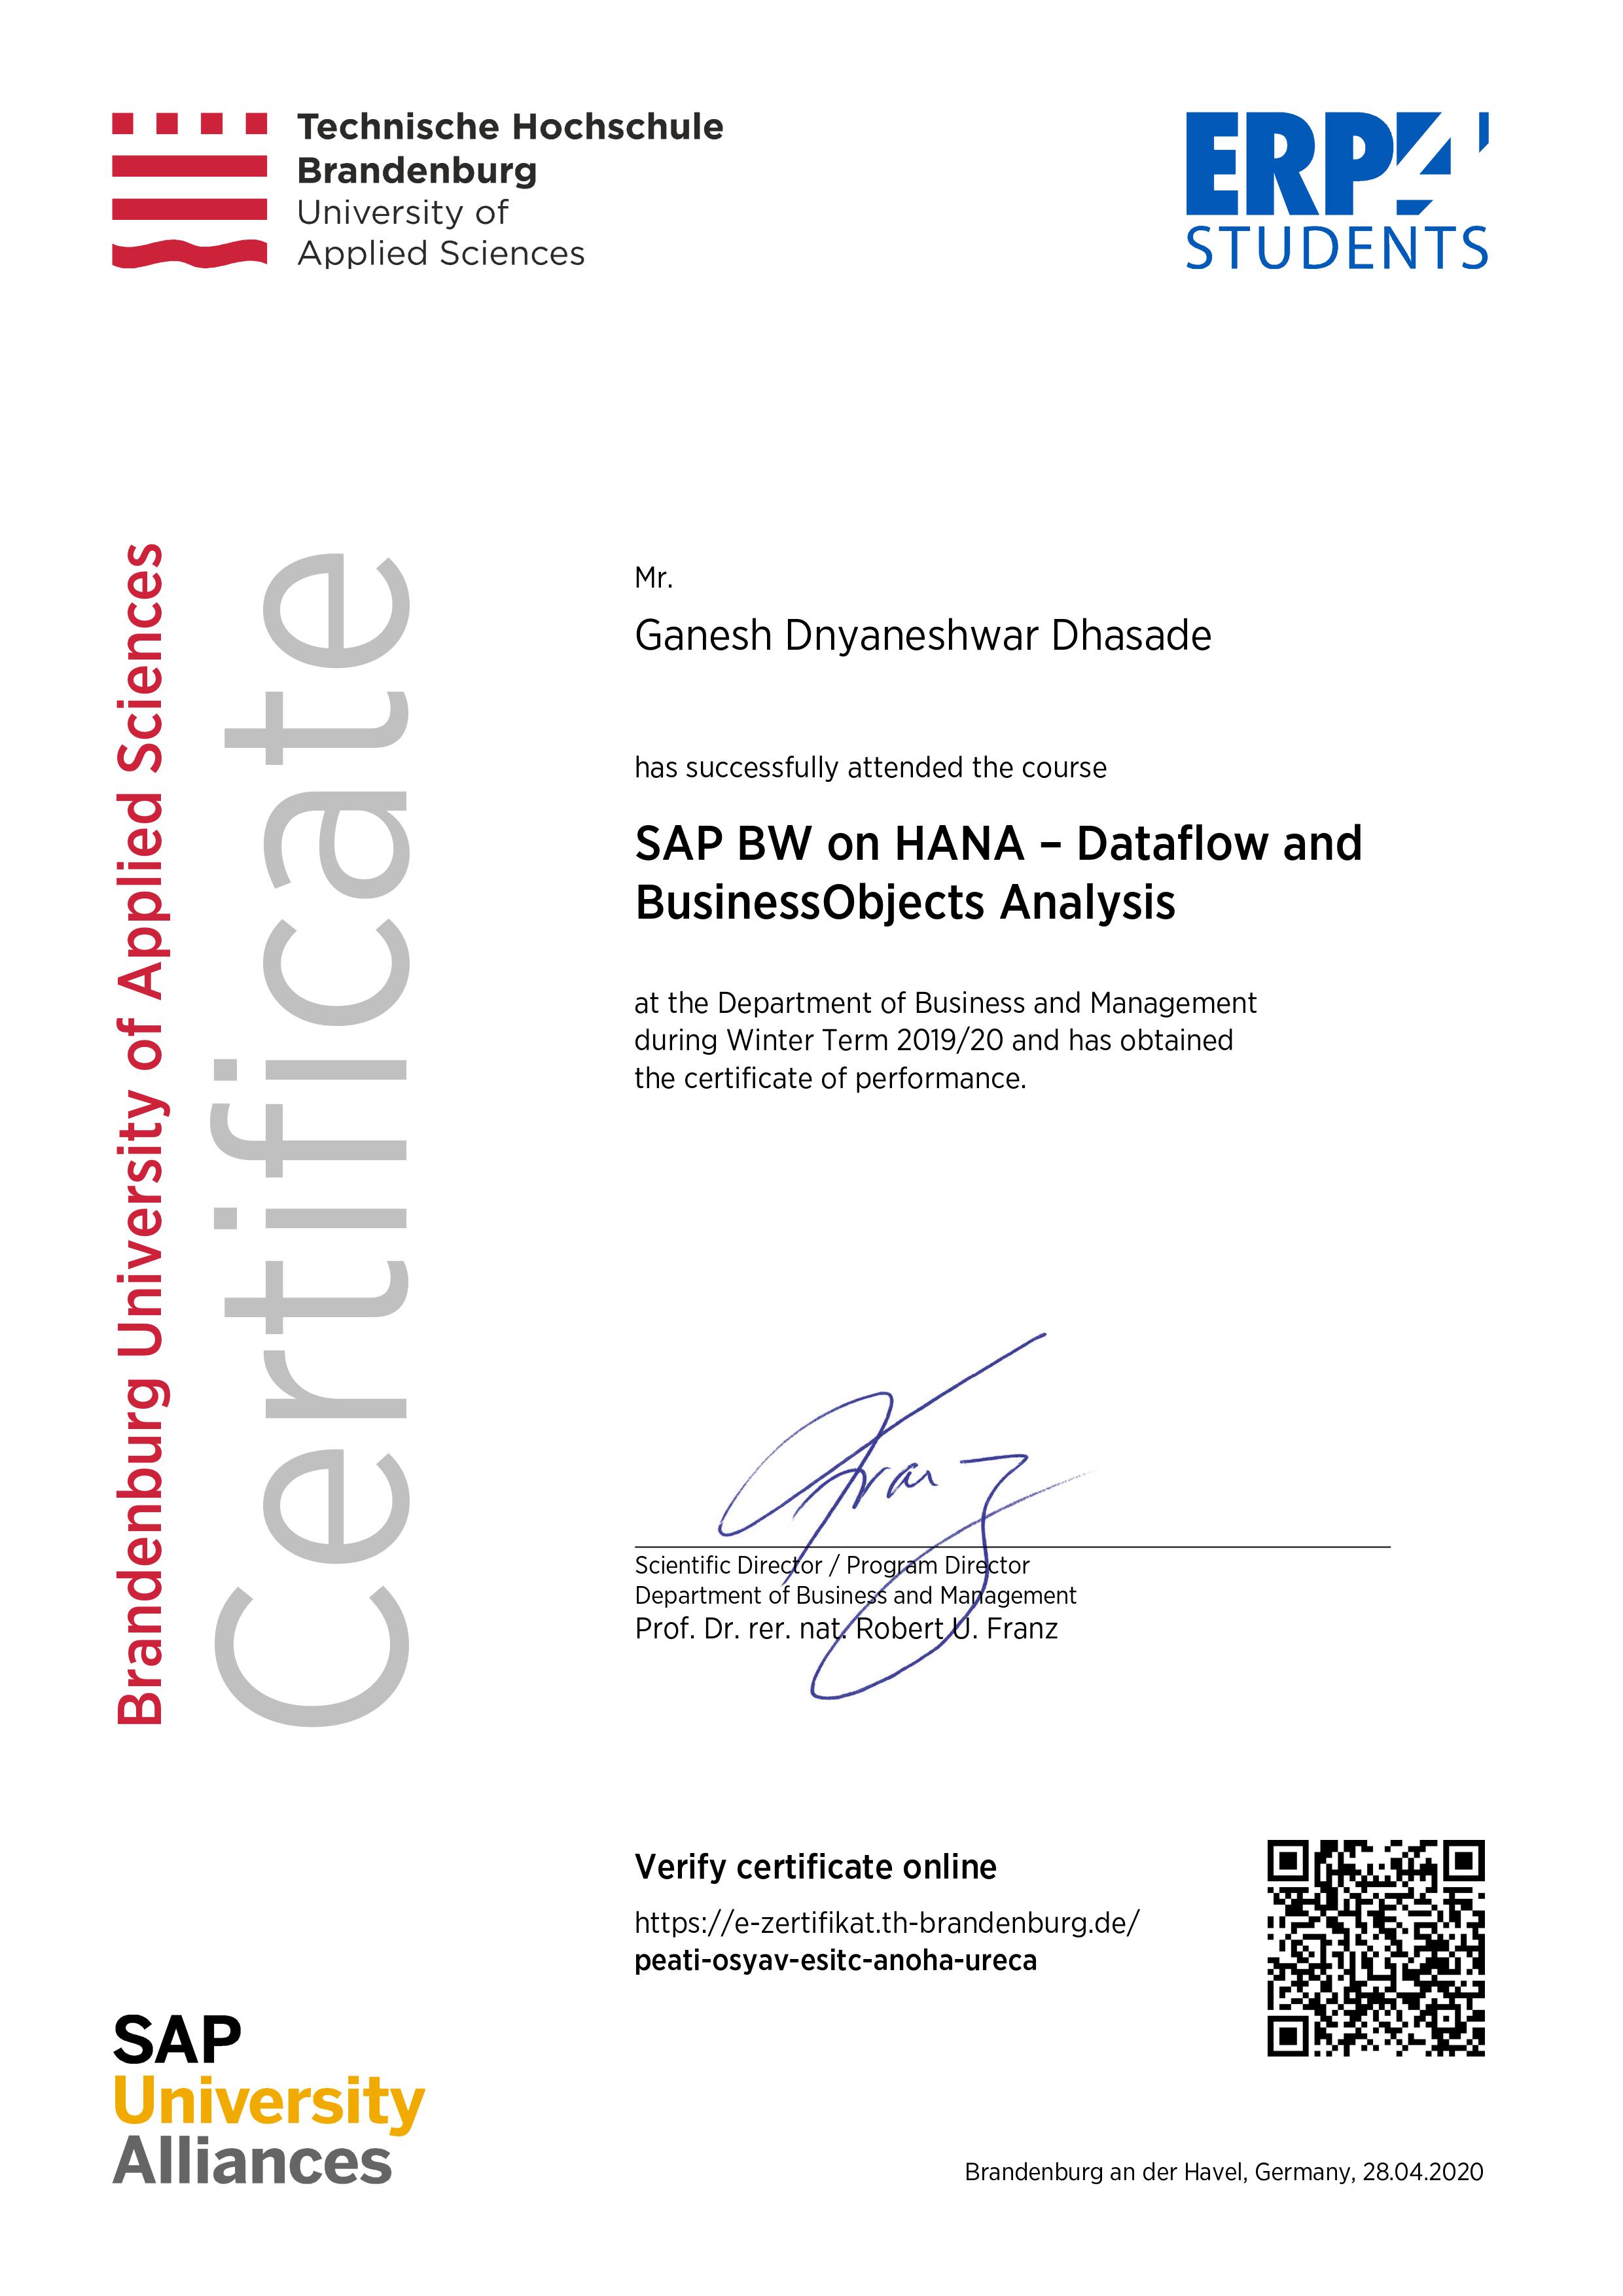 Technische Hochschule
Brandenburg
University of
Applied Sciences
ERP4
STUDENTS
Brandenburg University of Applied Sciences
Certificate
Mr.
Ganesh Dnyaneshwar Dhasade
has successfully attended the course
SAP BW on HANA – Dataflow and
BusinessObjects Analysis
at the Department of Business and Management
during Winter Term 2019/20 and has obtained
the certificate of performance.
Franz
Scientific Director / Program Director
Department of Business and Management
Prof. Dr. rer. nat. Robert U. Franz
Verify certificate online
https://e-zertifikat.th-brandenburg.de/
peati-osyav-esitc-anoha-ureca
SAP
University
Alliances
Brandenburg an der Havel, Germany, 28.04.2020